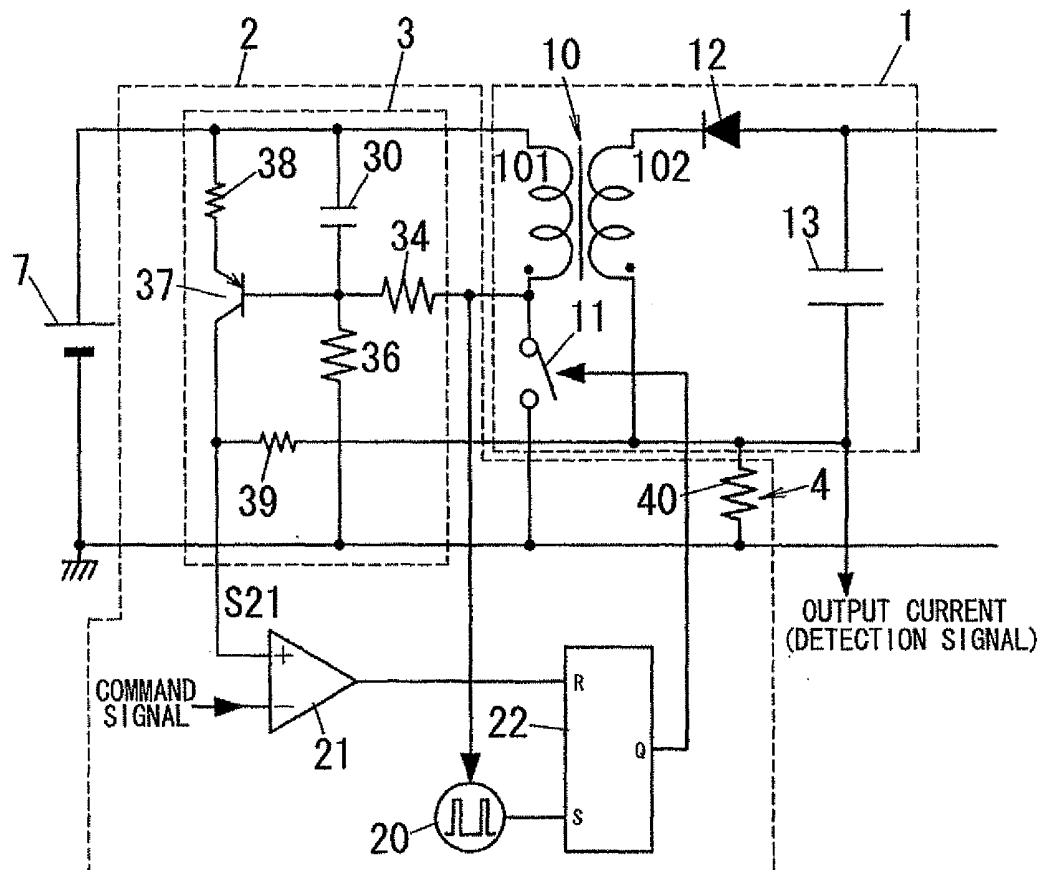 2
3
10
12
1
38
30
101
102
34
13
7
37
11
36
39
40
4
S21
OUTPUT CURRENT
(DETECTION SIGNAL)
COMMAND
SIGNAL
+
−
21
R
22
Q
S
20